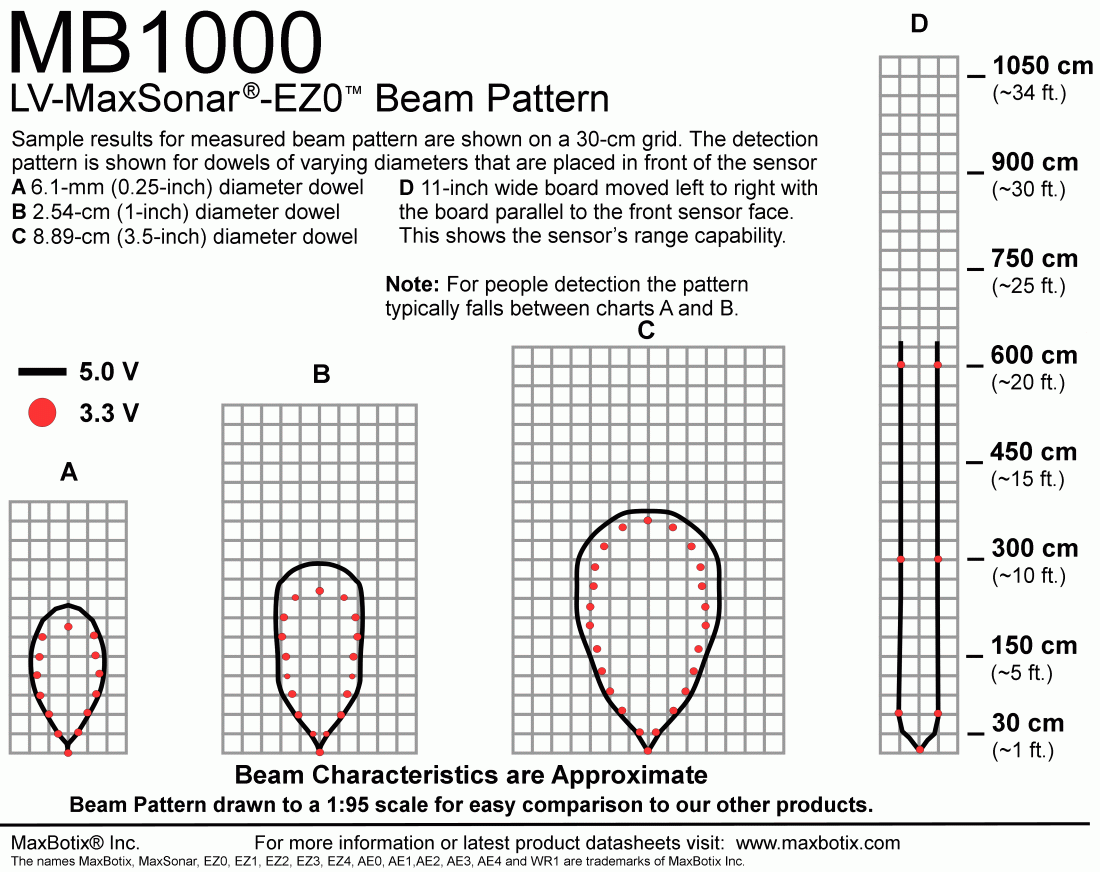 MB1000
LV-MaxSonar®-EZ0™ Beam Pattern
Sample results for measured beam pattern are shown on a 30-cm grid. The detection
pattern is shown for dowels of varying diameters that are placed in front of the sensor
A 6.1-mm (0.25-inch) diameter dowel
B 2.54-cm (1-inch) diameter dowel
C 8.89-cm (3.5-inch) diameter dowel
D 11-inch wide board moved left to right with
the board parallel to the front sensor face.
This shows the sensor's range capability.
Note: For people detection the pattern
typically falls between charts A and B.
5.0 V
3.3 V
A
B
C
D
1050 cm
(~34 ft.)
900 cm
(~30 ft.)
750 cm
(~25 ft.)
600 cm
(~20 ft.)
450 cm
(~15 ft.)
300 cm
(~10 ft.)
150 cm
(~5 ft.)
30 cm
(~1 ft.)
Beam Characteristics are Approximate
Beam Pattern drawn to a 1:95 scale for easy comparison to our other products.
MaxBotix® Inc.
For more information or latest product datasheets visit: www.maxbotix.com
The names MaxBotix, MaxSonar, EZ0, EZ1, EZ2, EZ3, EZ4, AE0, AE1,AE2, AE3, AE4 and WR1 are trademarks of MaxBotix Inc.